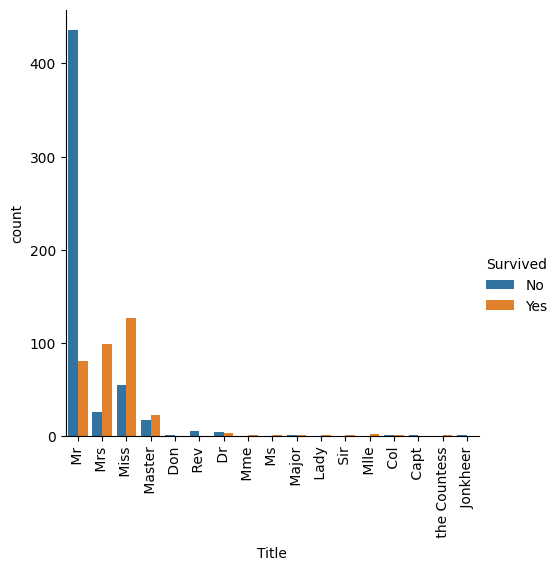 400
300
200
100
0
count
Mr
Mrs
Miss
Master
Don
Rev
Dr
Mme
Ms
Major
Lady
Sir
Mlle
Col
Capt
the Countess
Jonkheer
Title
Survived
No
Yes